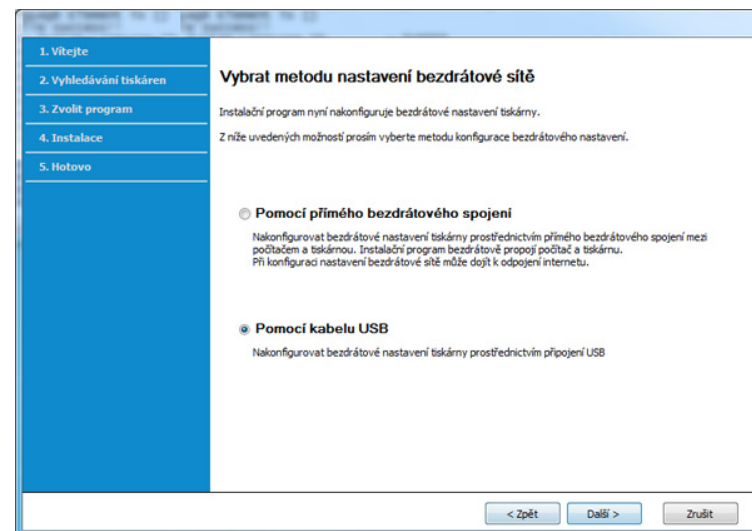 1. Vítejte
2. Vyhledávání tiskáren
3. Zvolit program
4. Instalace
5. Hotovo
Vybrat metodu nastavení bezdrátové sítě
Instalační program nyní nakonfiguruje bezdrátové nastavení tiskárny.
Z níže uvedených možností prosím vyberte metodu konfigurace bezdrátového nastavení.
Pomocí přímého bezdrátového spojení
Nakonfigurovat bezdrátové nastavení tiskárny prostřednictvím přímého bezdrátového spojení mezi
počítačem a tiskárnou. Instalační program bezdrátově propojí počítač a tiskárnu.
Při konfiguraci nastavení bezdrátové sítě může dojít k odpojení internetu.
Pomocí kabelu USB
Nakonfigurovat bezdrátové nastavení tiskárny prostřednictvím připojení USB
< Zpět
Další >
Zrušit